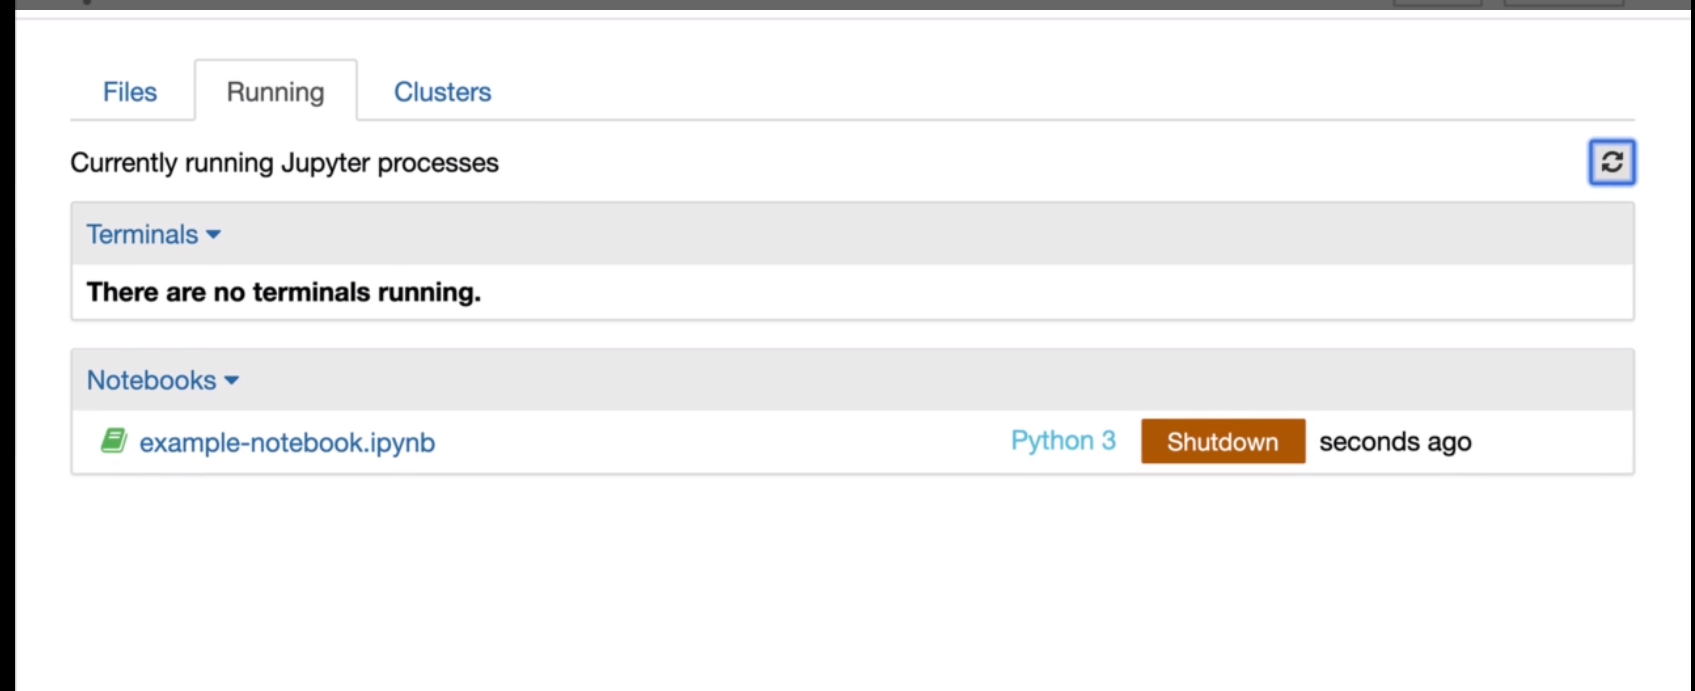 Files Running Clusters
Currently running Jupyter processes
Terminals
There are no terminals running.
Notebooks
example-notebook.ipynb Python 3 Shutdown seconds ago